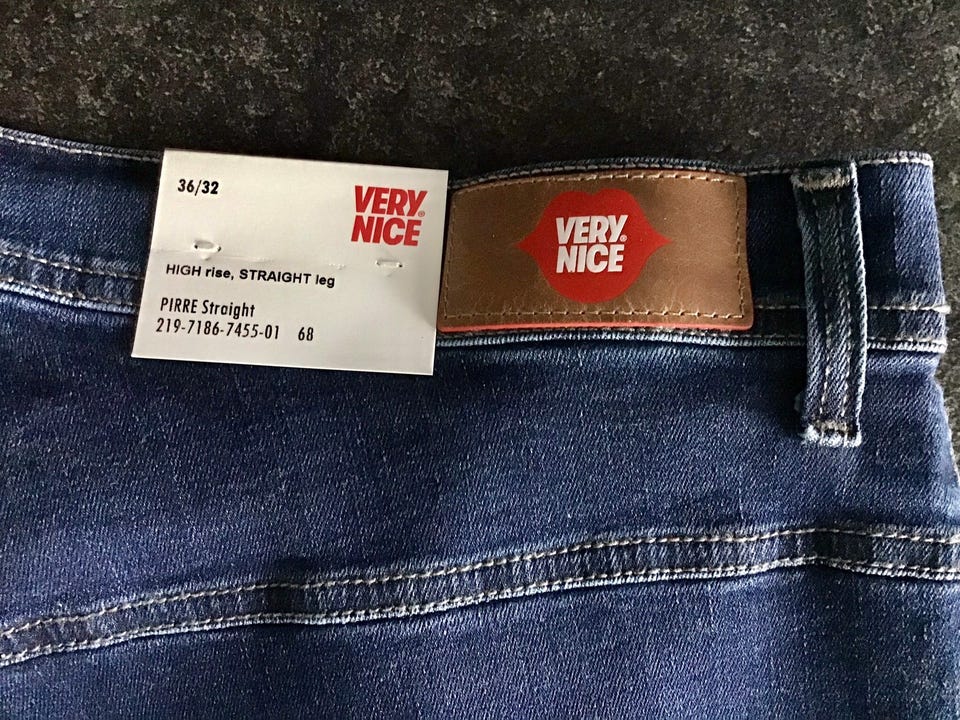 36/32
VERY
NICE®
HIGH rise, STRAIGHT leg
PIRRE Straight
219-7186-7455-01 68
VERY®
NICE